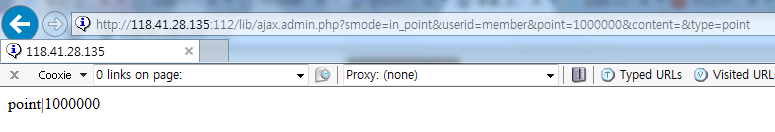 http://118.41.28.135:112/lib/ajax.admin.php?smode=in_point&userid=member&point=1000000&content=&type=point
118.41.28.135
x Cooxie 0 links on page: Proxy: (none) Typed URLs Visited URLs
point|1000000